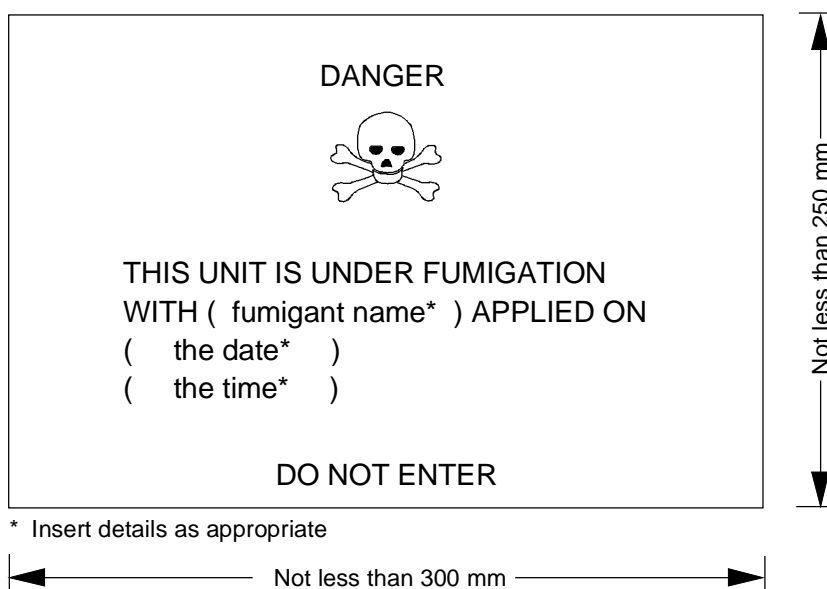 DANGER
THIS UNIT IS UNDER FUMIGATION
WITH ( fumigant name* ) APPLIED ON
( the date* )
( the time* )
DO NOT ENTER
* Insert details as appropriate
Not less than 300 mm
Not less than 250 mm